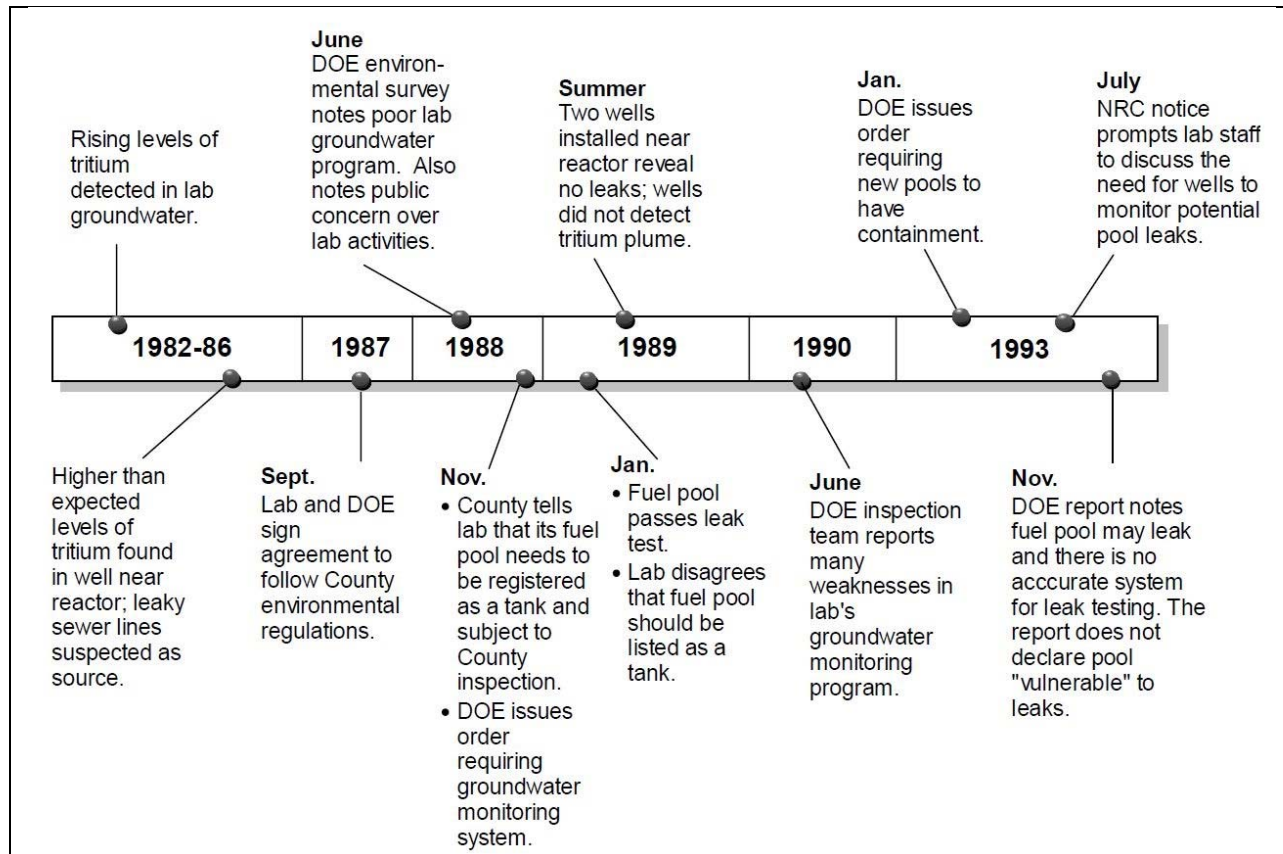 Rising levels of
tritium
detected in lab
groundwater.
June
DOE environ-
mental survey
notes poor lab
groundwater
program. Also
notes public
concern over
lab activities.
Summer
Two wells
installed near
reactor reveal
no leaks; wells
did not detect
tritium plume.
Jan.
DOE issues
order
requiring
new pools to
have
containment.
July
NRC notice
prompts lab staff
to discuss the
need for wells to
monitor potential
pool leaks.
1982-86
1987
1988
1989
1990
1993
Higher than
expected
levels of
tritium found
in well near
reactor; leaky
sewer lines
suspected as
source.
Sept.
Lab and DOE
sign
agreement to
follow County
environmental
regulations.
Nov.
• County tells
lab that its fuel
pool needs to
be registered
as a tank and
subject to
County
inspection.
• DOE issues
order
requiring
groundwater
monitoring
system.
Jan.
• Fuel pool
passes leak
test.
• Lab disagrees
that fuel pool
should be
listed as a
tank.
June
DOE inspection
team reports
many
weaknesses in
lab's
groundwater
monitoring
program.
Nov.
DOE report notes
fuel pool may leak
and there is no
acccurate system
for leak testing. The
report does not
declare pool
"vulnerable" to
leaks.